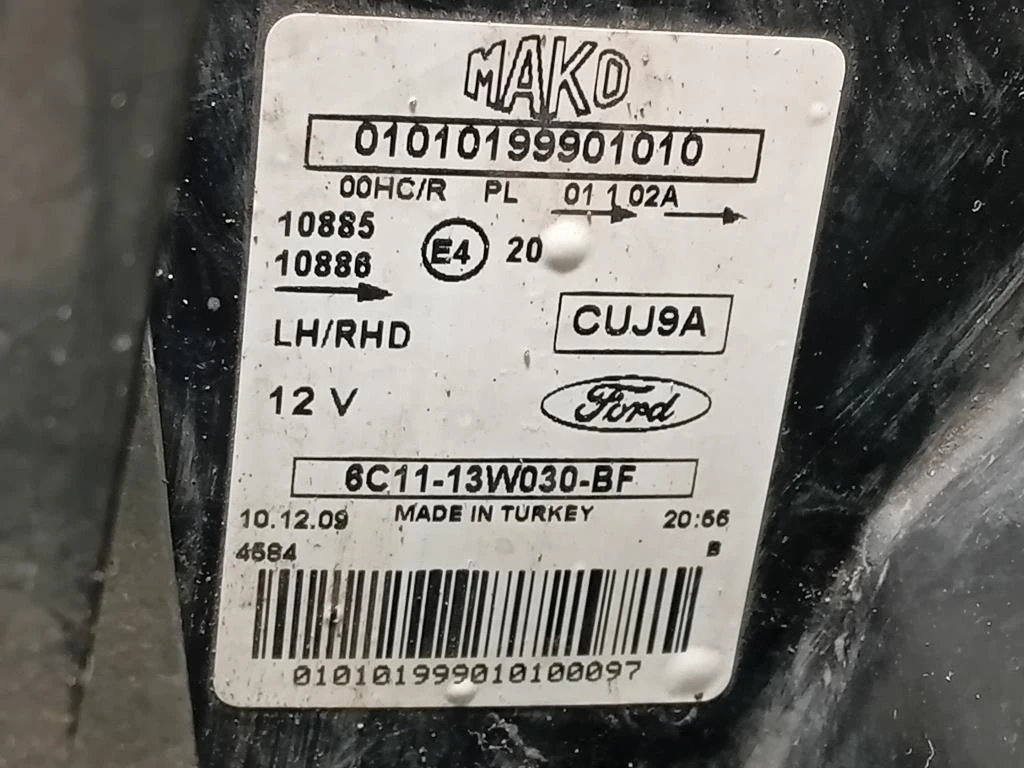 MAKO
01010199901010
00HC/R PL 01 1 02A
10885
10886
E4 20
LH/RHD
CUJ9A
12 V
Ford
6C11-13W030-BF
10.12.09 MADE IN TURKEY 20:56
4584 B
010101999010100097